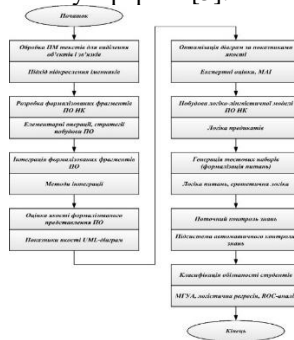 Початок
Обробка ПМ текстів для виділення
об'єктів і зв'язків
Підхід відкреслення іменників
Розробка формалізованих фрагментів
ПО НК
Елементарні операції, стратегії
побудови ПО
Інтеграція формалізованих фрагментів
ПО
Методи інтеграції
Оцінка якості формалізованого
представлення ПО
Показники якості UML-діаграм
Оптимізація діаграм за показниками
якості
Експертні оцінки, МАІ
Побудова логіко-лінгвістичної моделі
ПО НК
Логіка предикатів
Генерація тестових наборів
(формалізація питань)
Логіка питань, еротетична логіка
Поточний контроль знань
Підсистема автоматичного контролю
знань
Класифікація обізнаності студентів
МГУА, логістична регресія, ROC-аналіз
Кінець